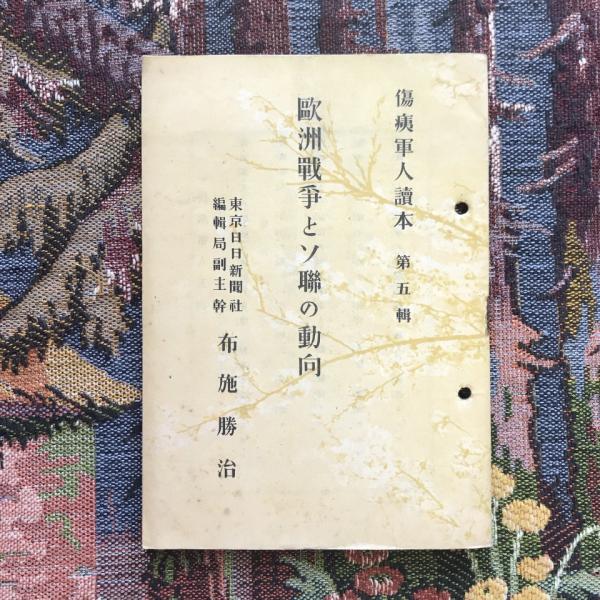 傷痍軍人讀本 第五輯
歐洲戰爭とソ聯の動向
東京日日新聞社
編輯局副主幹
布施勝治